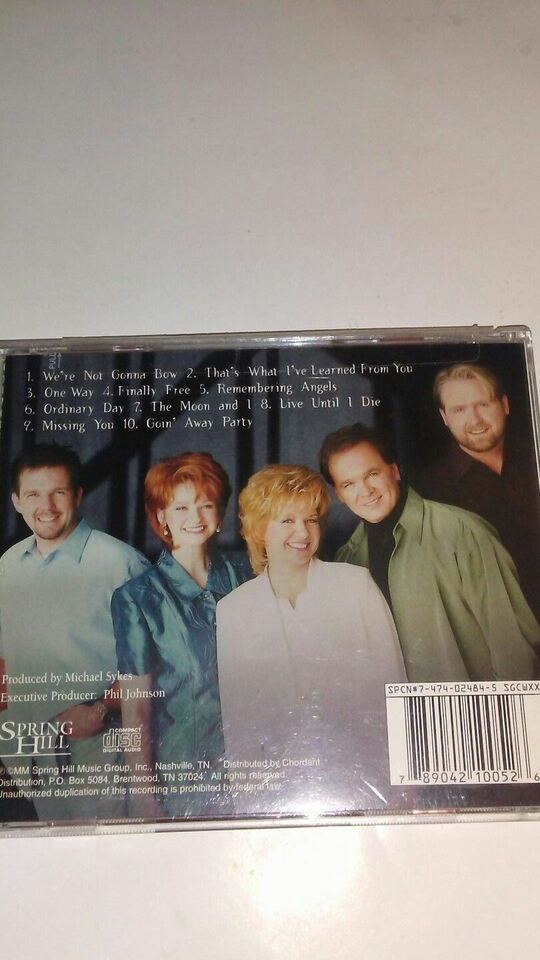 PULL
1. We're Not Gonna Bow 2. That's What I've Learned From You
3. One Way 4. Finally Free 5. Remembering Angels
6. Ordinary Day 7. The Moon and I 8. Live Until I Die
9. Missing You 10. Goin' Away Party
Produced by Michael Sykes
Executive Producer: Phil Johnson
SPRING
HILL
COMPACT
disc
DIGITAL AUDIO
℗©MM Spring Hill Music Group, Inc., Nashville, TN. Distributed by Chordant
Distribution, P.O. Box 5084, Brentwood, TN 37024. All rights reserved.
Unauthorized duplication of this recording is prohibited by federal law.
SPCN#7-474-02484-5 SGCWXX
7 89042 10052 6